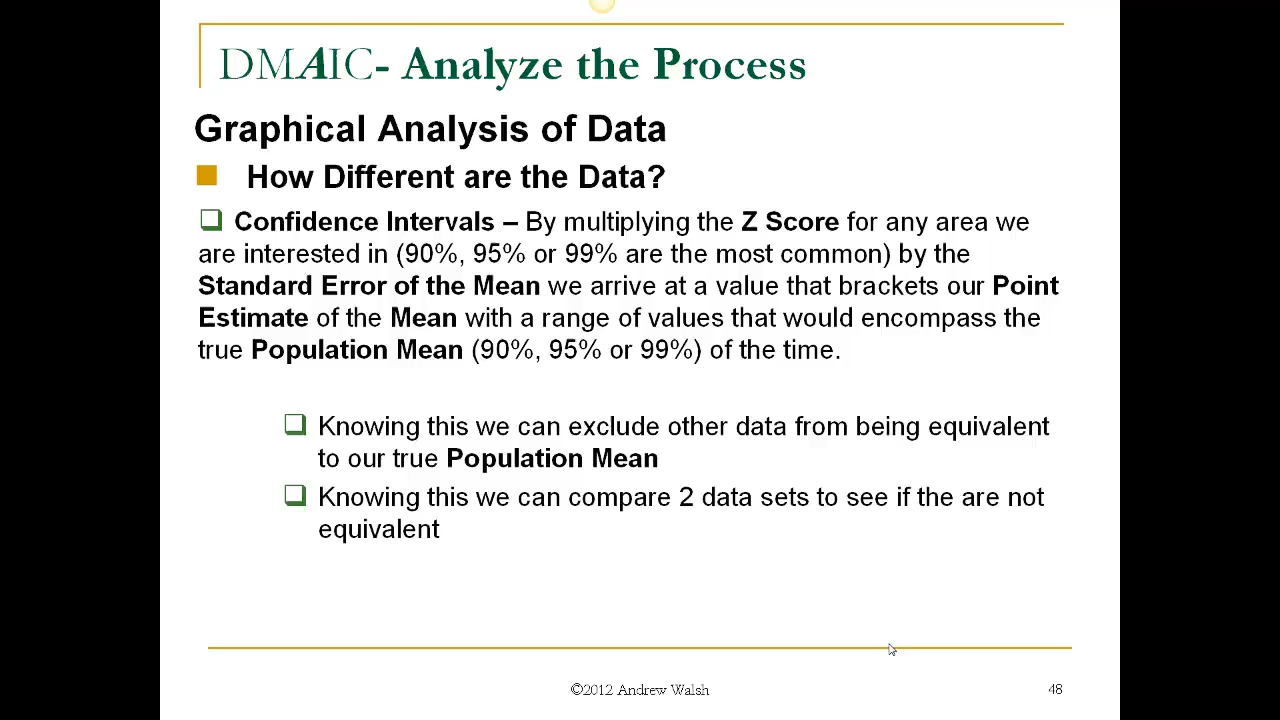 DMAIC- Analyze the Process
Graphical Analysis of Data
How Different are the Data?
Confidence Intervals – By multiplying the Z Score for any area we
are interested in (90%, 95% or 99% are the most common) by the
Standard Error of the Mean we arrive at a value that brackets our Point
Estimate of the Mean with a range of values that would encompass the
true Population Mean (90%, 95% or 99%) of the time.
Knowing this we can exclude other data from being equivalent
to our true Population Mean
Knowing this we can compare 2 data sets to see if the are not
equivalent
©2012 Andrew Walsh
48